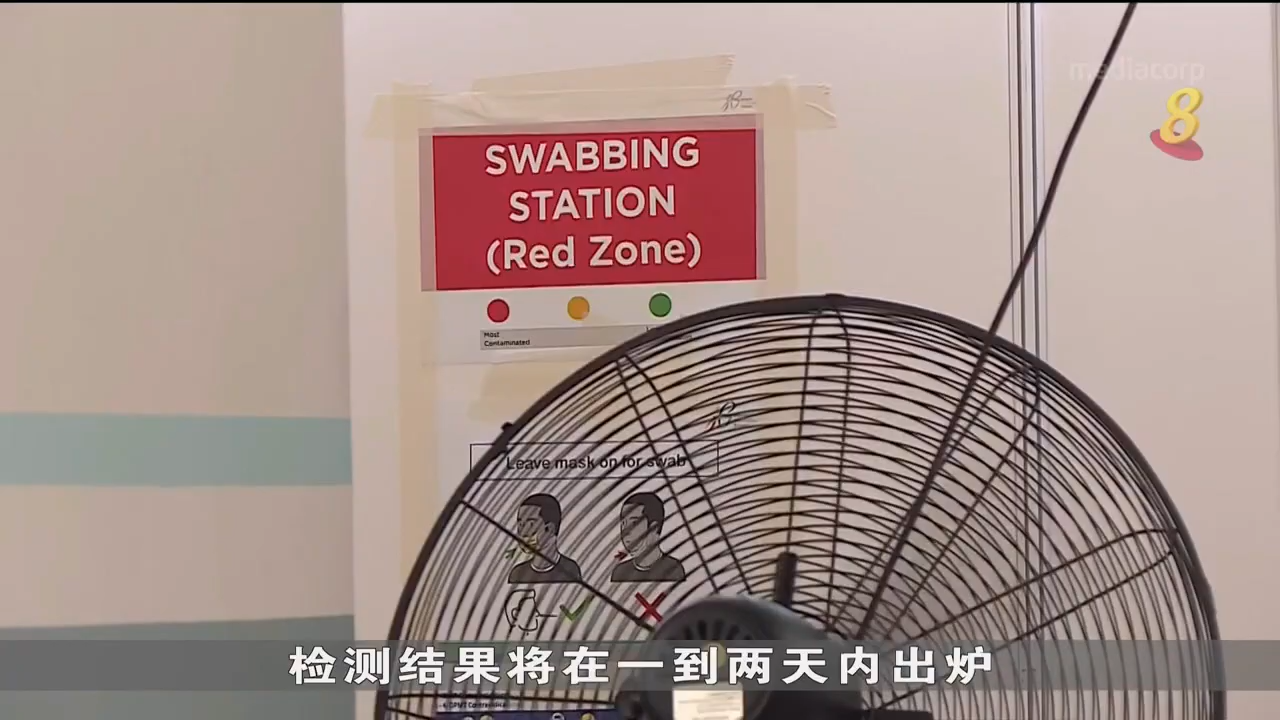 mediacorp
8
SWABBING
STATION
(Red Zone)
Most
Contaminated
Leave mask on for swab
检测结果将在一到两天内出炉